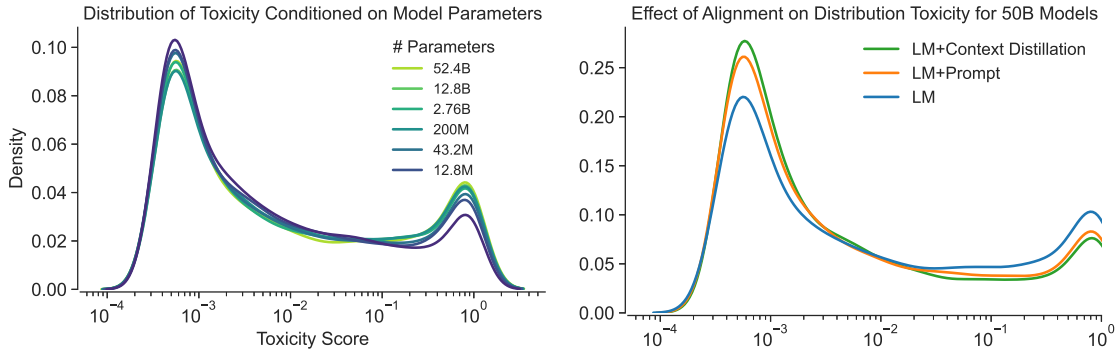 Distribution of Toxicity Conditioned on Model Parameters
Density
0.10
0.08
0.06
0.04
0.02
0.00
# Parameters
52.4B
12.8B
2.76B
200M
43.2M
12.8M
10⁻⁴
10⁻³
10⁻²
10⁻¹
10⁰
Toxicity Score
Effect of Alignment on Distribution Toxicity for 50B Models
0.25
0.20
0.15
0.10
0.05
0.00
LM+Context Distillation
LM+Prompt
LM
10⁻⁴
10⁻³
10⁻²
10⁻¹
10⁰